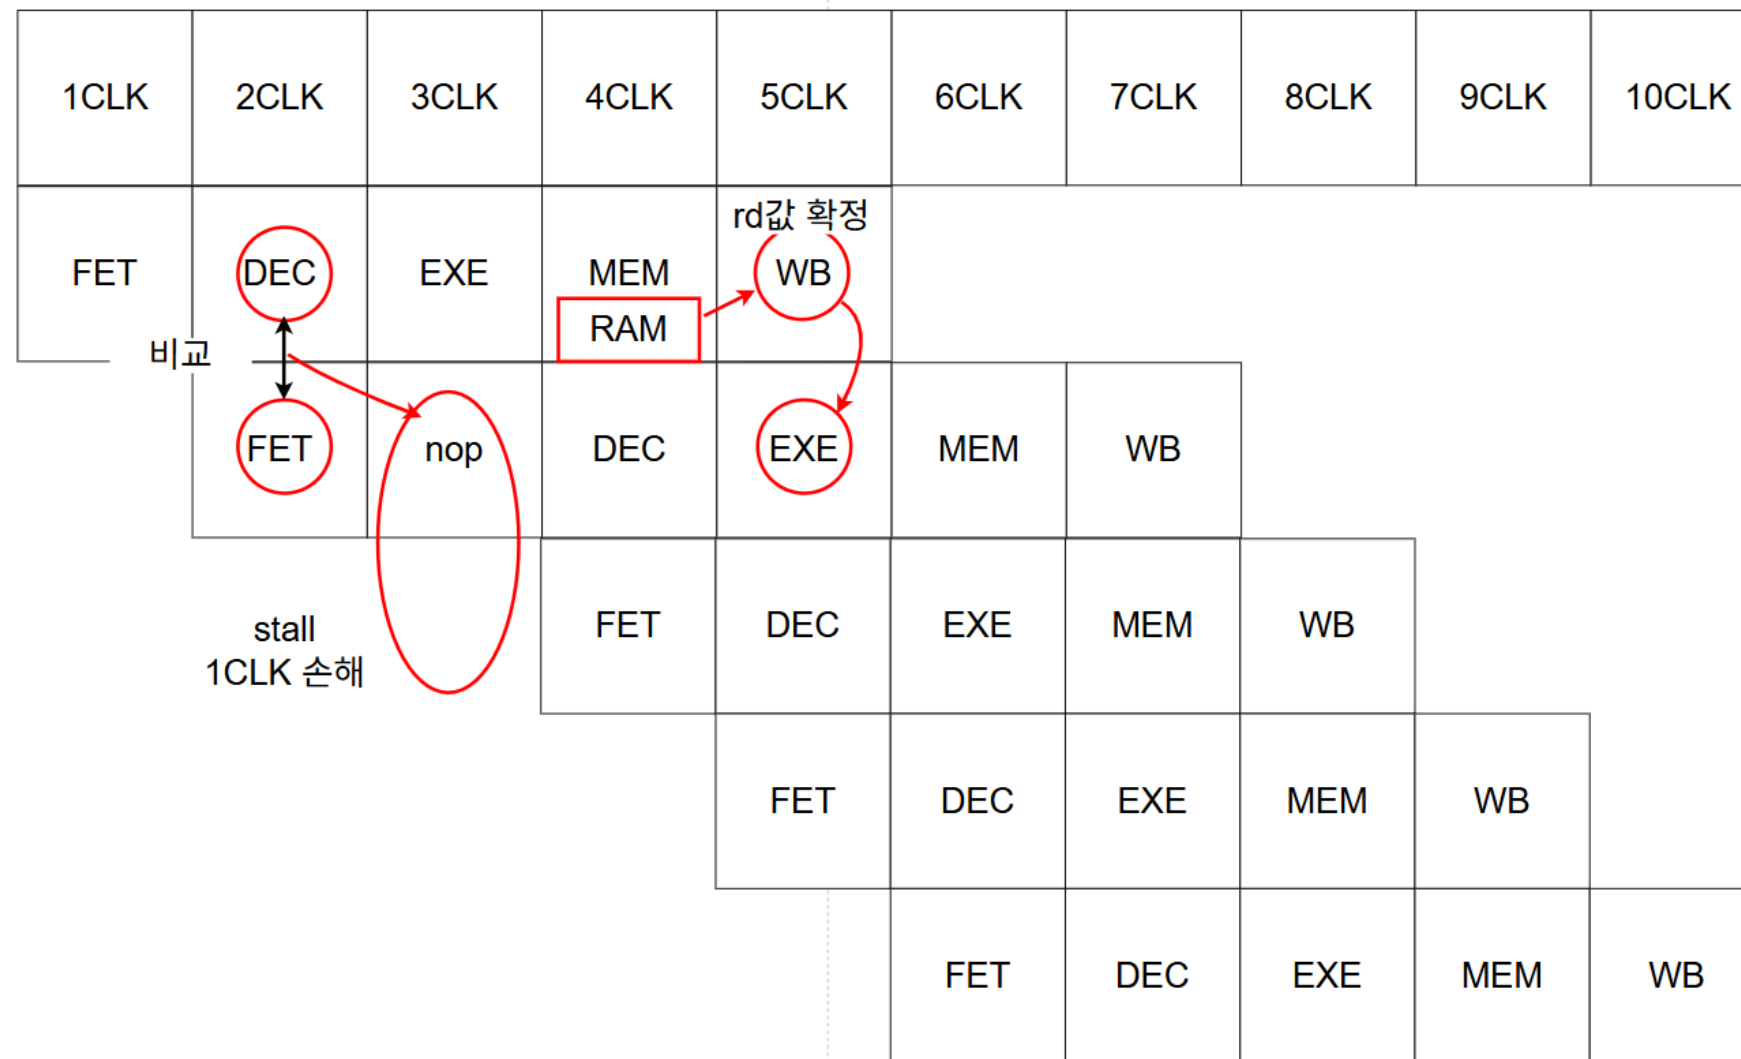 1CLK 2CLK 3CLK 4CLK 5CLK 6CLK 7CLK 8CLK 9CLK 10CLK
rd값 확정
FET DEC EXE MEM WB
RAM
비교
FET nop DEC EXE MEM WB
FET DEC EXE MEM WB
stall
1CLK 손해
FET DEC EXE MEM WB
FET DEC EXE MEM WB